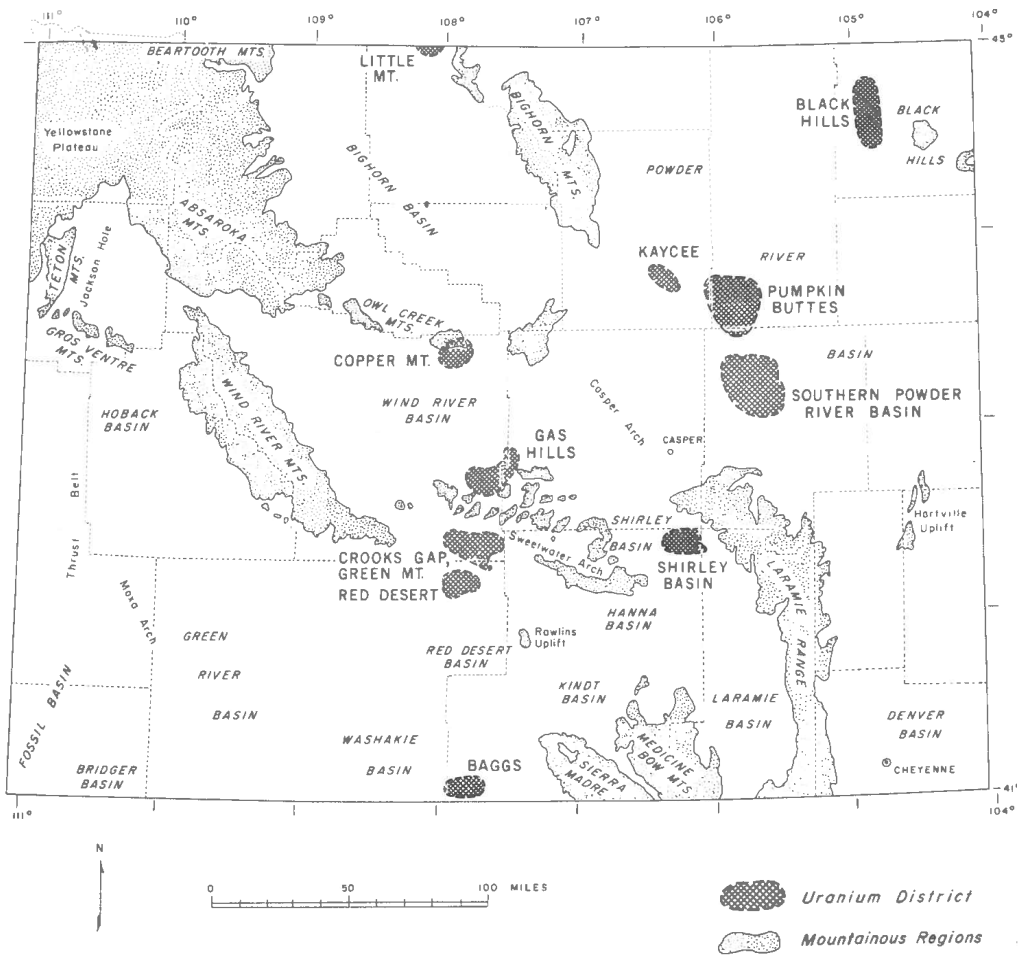 111°
110°
109°
108°
107°
106°
105°
104°
45°
BEARTOOTH MTS.
LITTLE
MT.
BIGHORN
MTS.
BLACK
HILLS
BLACK
HILLS
Yellowstone
Plateau
BIGHORN
BASIN
POWDER
ABSAROKA
MTS.
TETON
MTS.
Jackson Hole
KAYCEE
RIVER
PUMPKIN
BUTTES
OWL CREEK
MTS.
GROS VENTRE
MTS.
COPPER MT.
BASIN
WIND RIVER
BASIN
WIND RIVER MTS.
HOBACK
BASIN
Casper Arch
SOUTHERN POWDER
RIVER BASIN
GAS
HILLS
CASPER
Thrust Belt
SHIRLEY
BASIN
Hartville
Uplift
Sweetwater Arch
CROOKS GAP,
GREEN MT.
RED DESERT
SHIRLEY
BASIN
LARAMIE RANGE
Moxa Arch
HANNA
BASIN
GREEN
RIVER
BASIN
Rawlins
Uplift
RED DESERT
BASIN
FOSSIL BASIN
KINDT
BASIN
LARAMIE
BASIN
DENVER
BASIN
WASHAKIE
BASIN
MEDICINE
BOW MTS.
SIERRA
MADRE
BRIDGER
BASIN
BAGGS
CHEYENNE
41°
111°
110°
109°
108°
107°
106°
105°
104°
N
0 50 100 MILES
Uranium District
Mountainous Regions